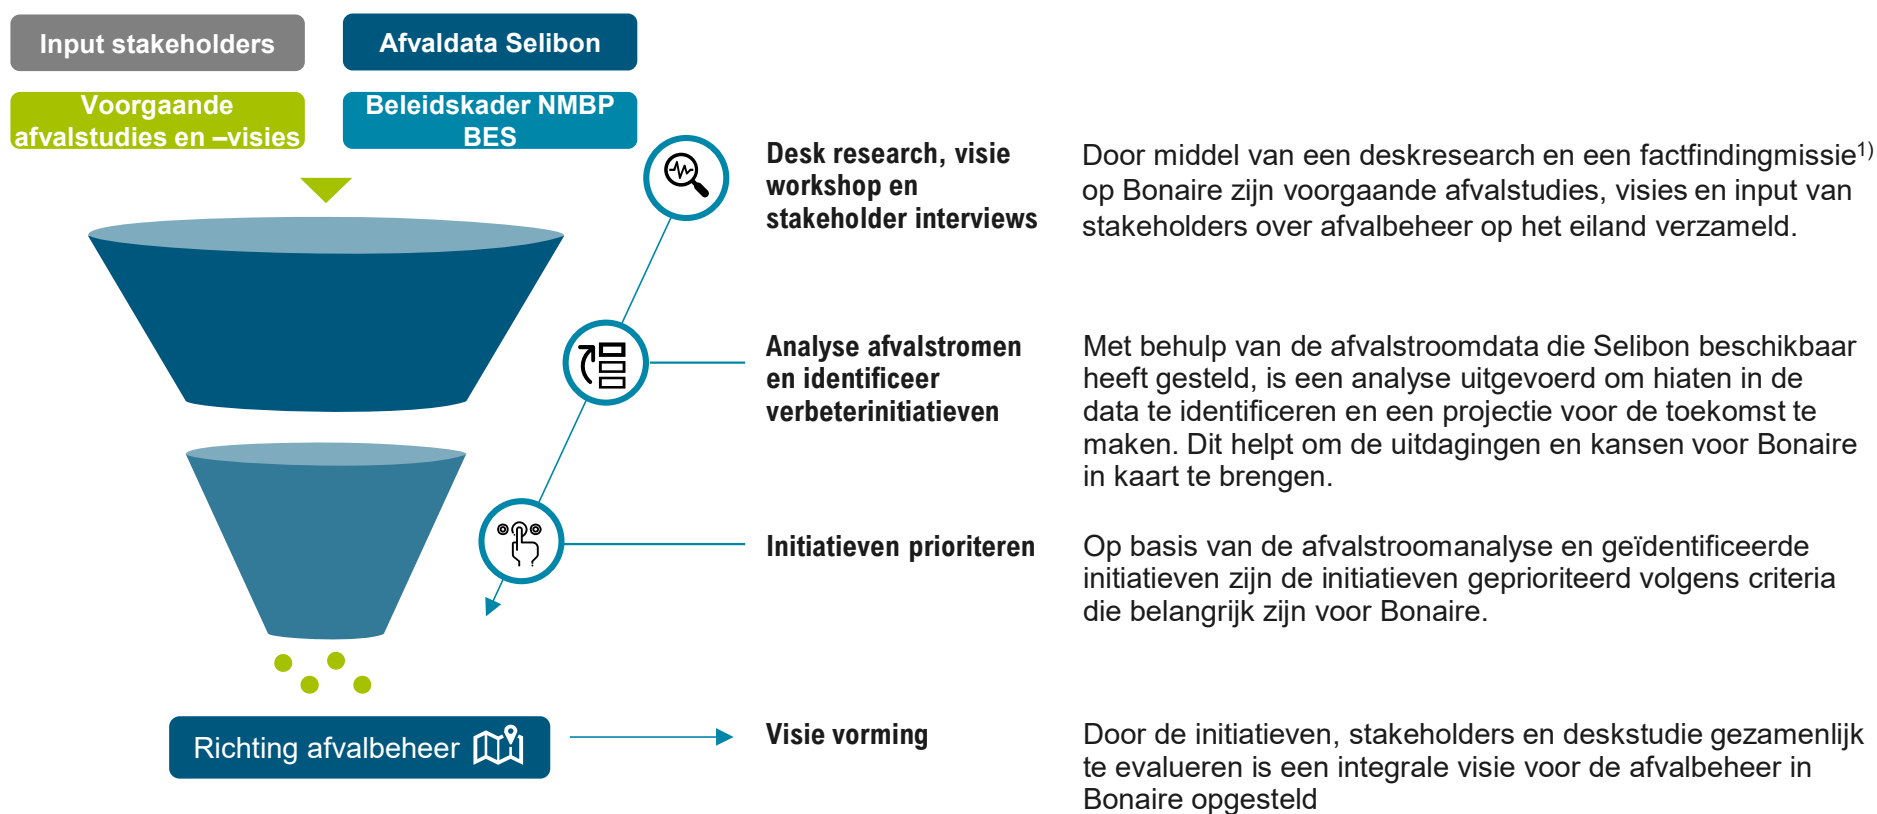 Input stakeholders
Afvaldata Selibon
Voorgaande
afvalstudies en –visies
Beleidskader NMBP
BES
Desk research, visie
workshop en
stakeholder interviews
Door middel van een deskresearch en een factfindingmissie¹⁾
op Bonaire zijn voorgaande afvalstudies, visies en input van
stakeholders over afvalbeheer op het eiland verzameld.
Analyse afvalstromen
en identificeer
verbeterinitiatieven
Met behulp van de afvalstroomdata die Selibon beschikbaar
heeft gesteld, is een analyse uitgevoerd om hiaten in de
data te identificeren en een projectie voor de toekomst te
maken. Dit helpt om de uitdagingen en kansen voor Bonaire
in kaart te brengen.
Initiatieven prioriteren
Op basis van de afvalstroomanalyse en geïdentificeerde
initiatieven zijn de initiatieven geprioriteerd volgens criteria
die belangrijk zijn voor Bonaire.
Richting afvalbeheer
Visie vorming
Door de initiatieven, stakeholders en deskstudie gezamenlijk
te evalueren is een integrale visie voor de afvalbeheer in
Bonaire opgesteld